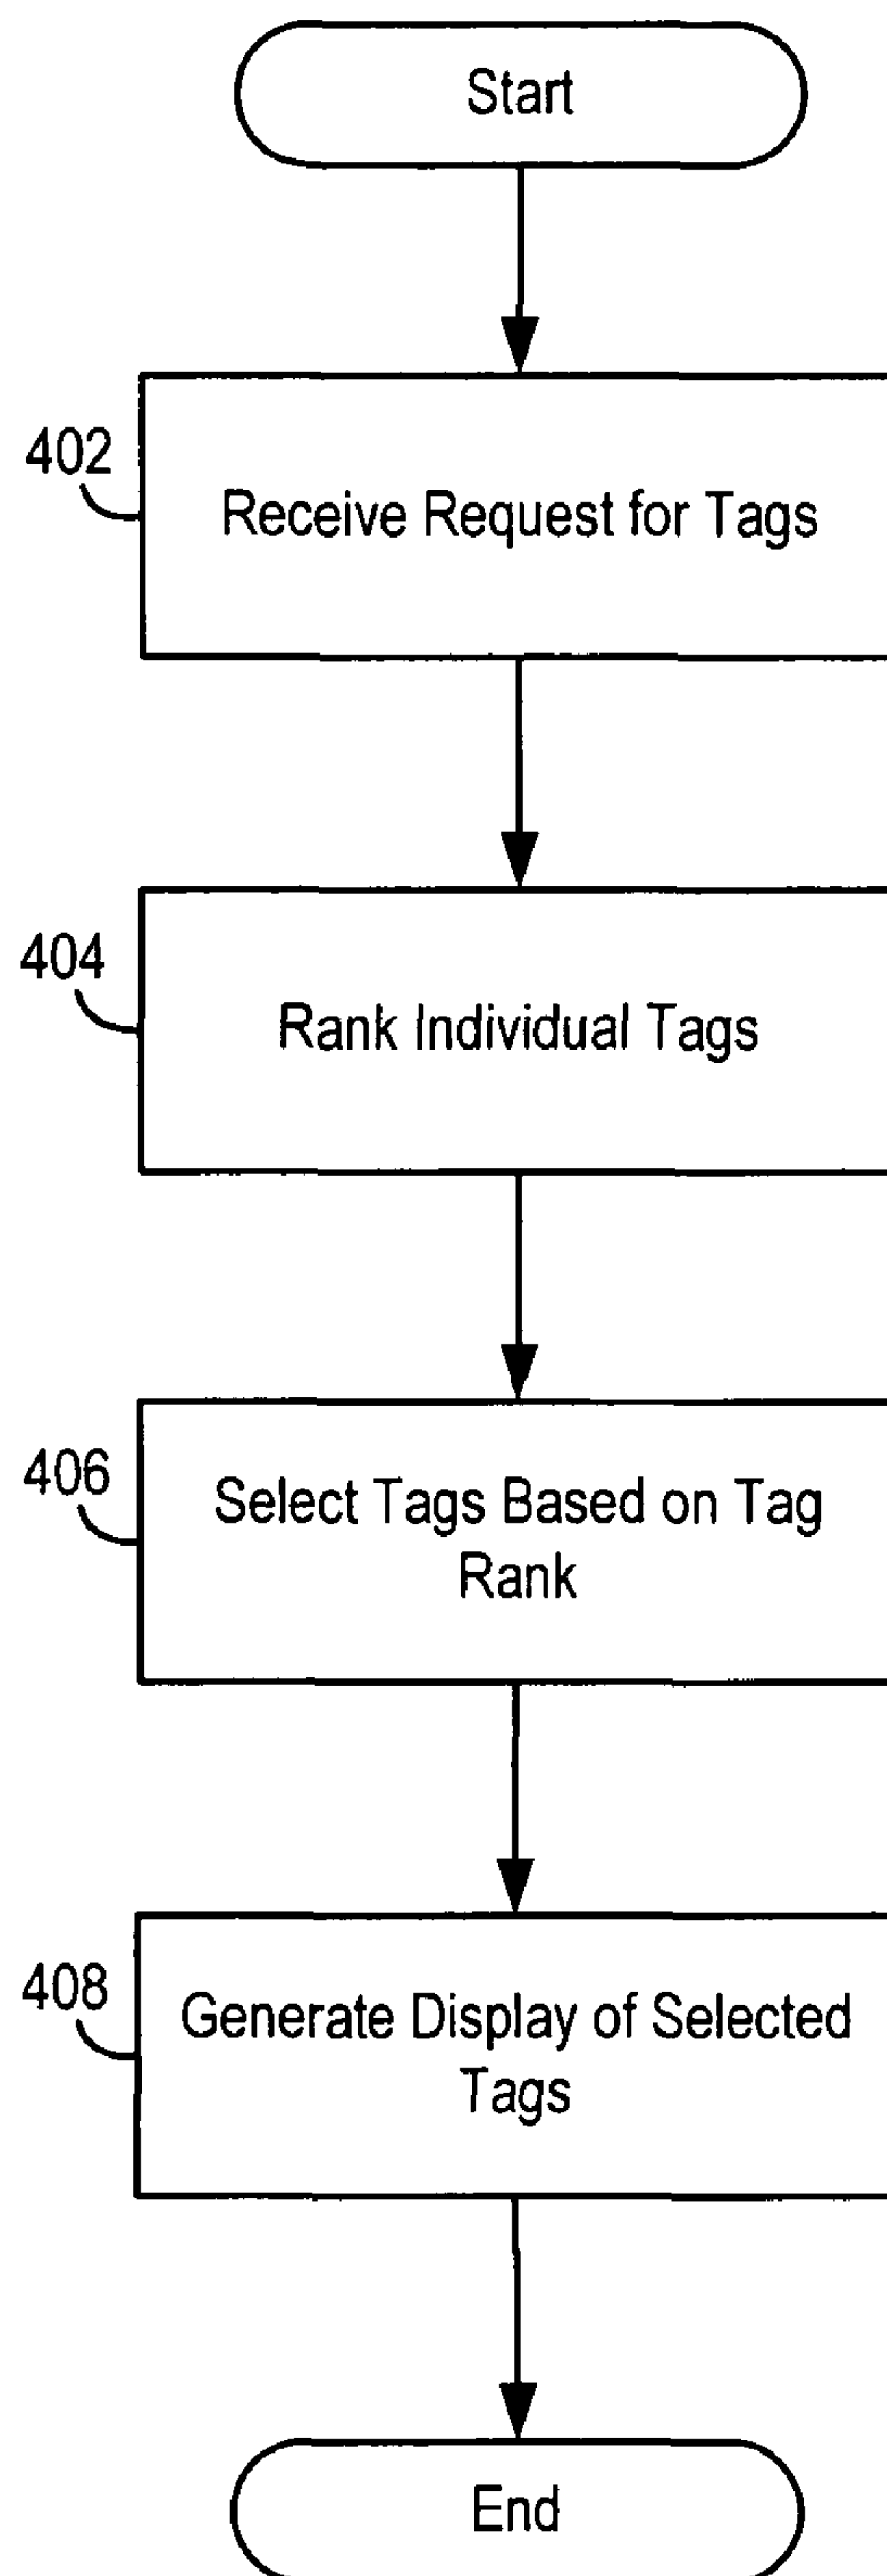 Start
402
Receive Request for Tags
404
Rank Individual Tags
406
Select Tags Based on Tag
Rank
408
Generate Display of Selected
Tags
End